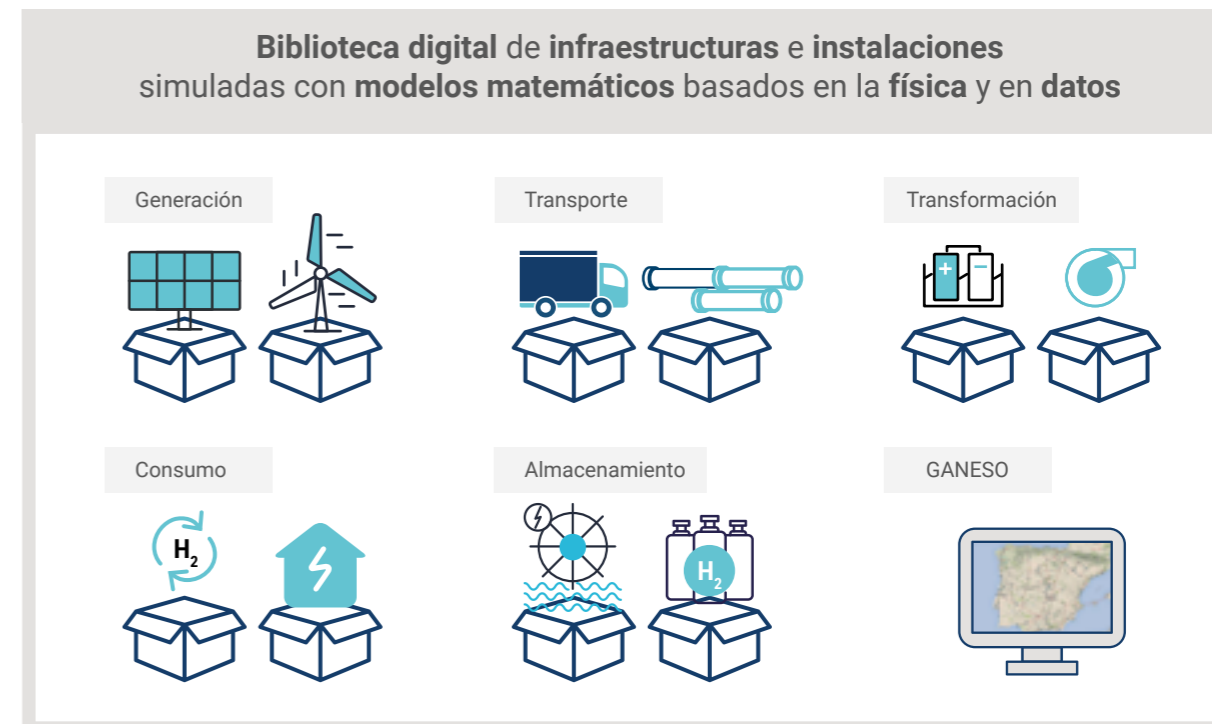 Biblioteca digital de infraestructuras e instalaciones
simuladas con modelos matemáticos basados en la física y en datos
Generación
Transporte
Transformación
+ −
Consumo
Almacenamiento
GANESO
H₂
H₂